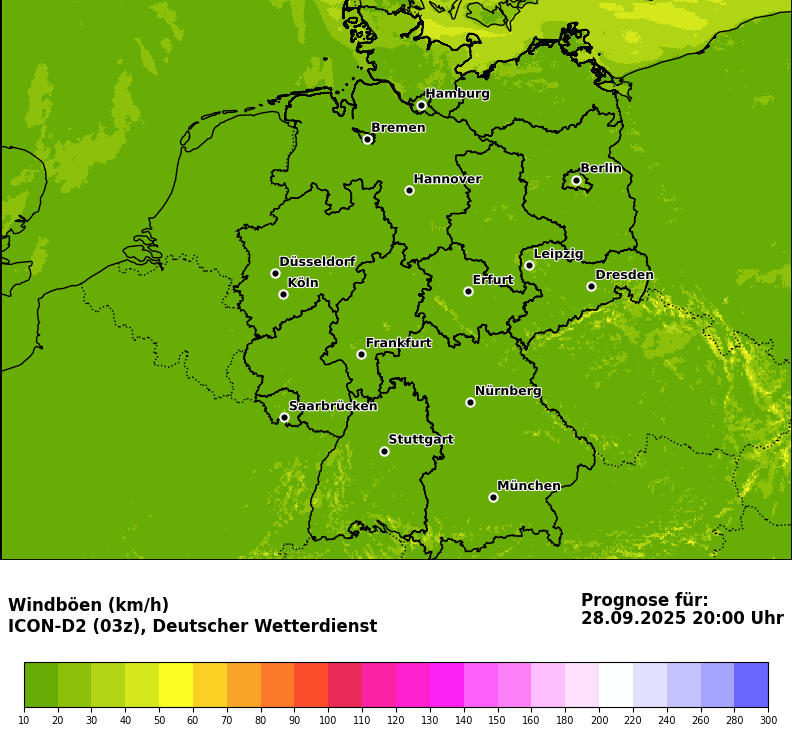 Hamburg
Bremen
Berlin
Hannover
Leipzig
Düsseldorf
Dresden
Köln
Erfurt
Frankfurt
Nürnberg
Saarbrücken
Stuttgart
München
Windböen (km/h)
ICON-D2 (03z), Deutscher Wetterdienst
Prognose für:
28.09.2025 20:00 Uhr
10 20 30 40 50 60 70 80 90 100 110 120 130 140 150 160 180 200 220 240 260 280 300